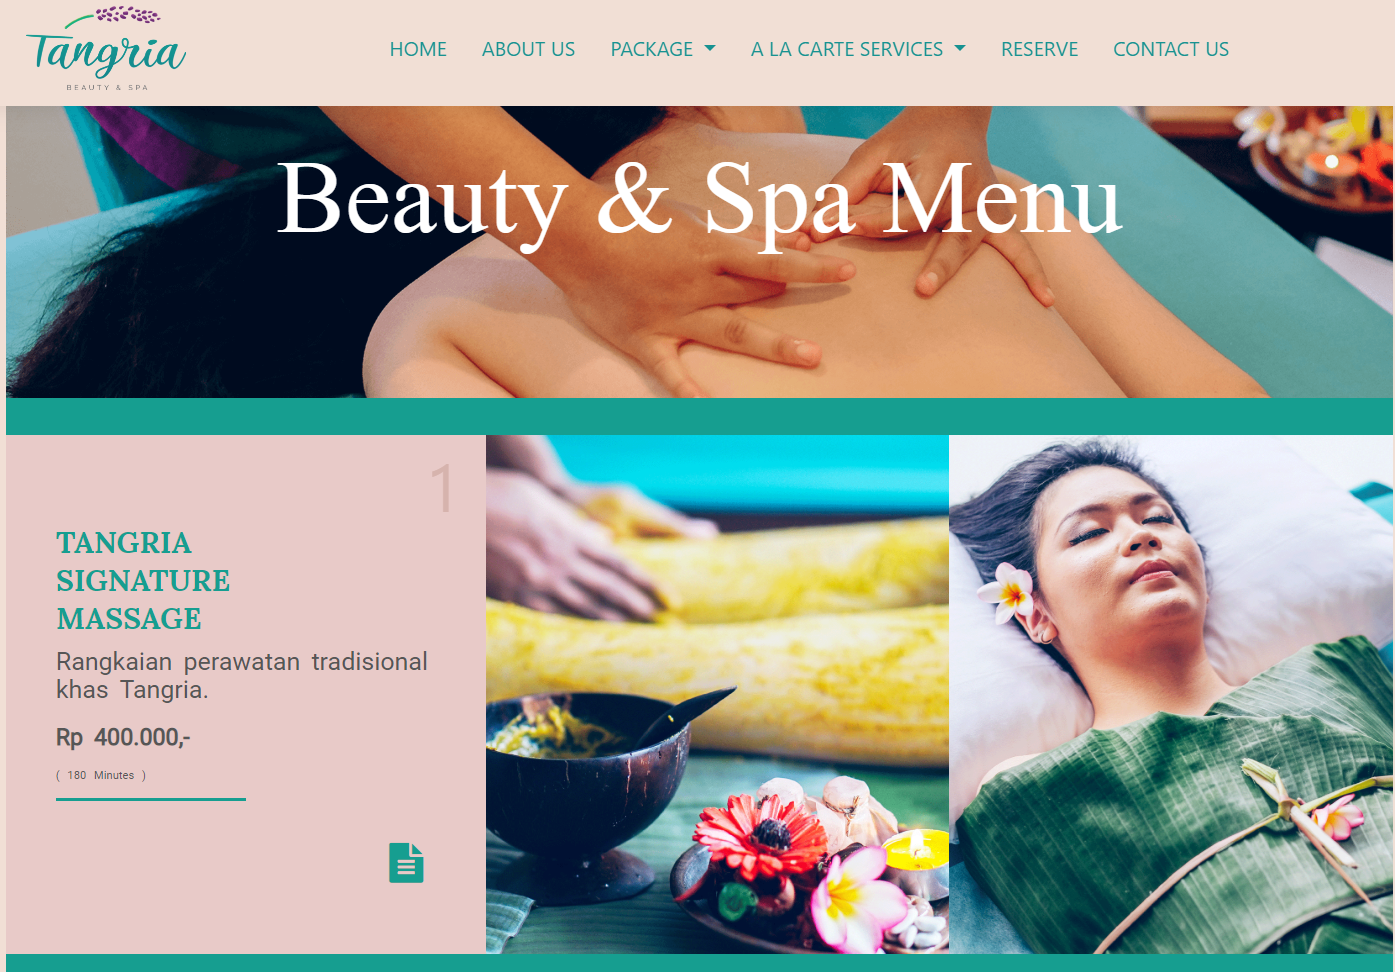 Tangria
BEAUTY & SPA
HOME ABOUT US PACKAGE A LA CARTE SERVICES RESERVE CONTACT US
Beauty & Spa Menu
1
TANGRIA
SIGNATURE
MASSAGE
Rangkaian perawatan tradisional
khas Tangria.
Rp 400.000,-
( 180 Minutes )